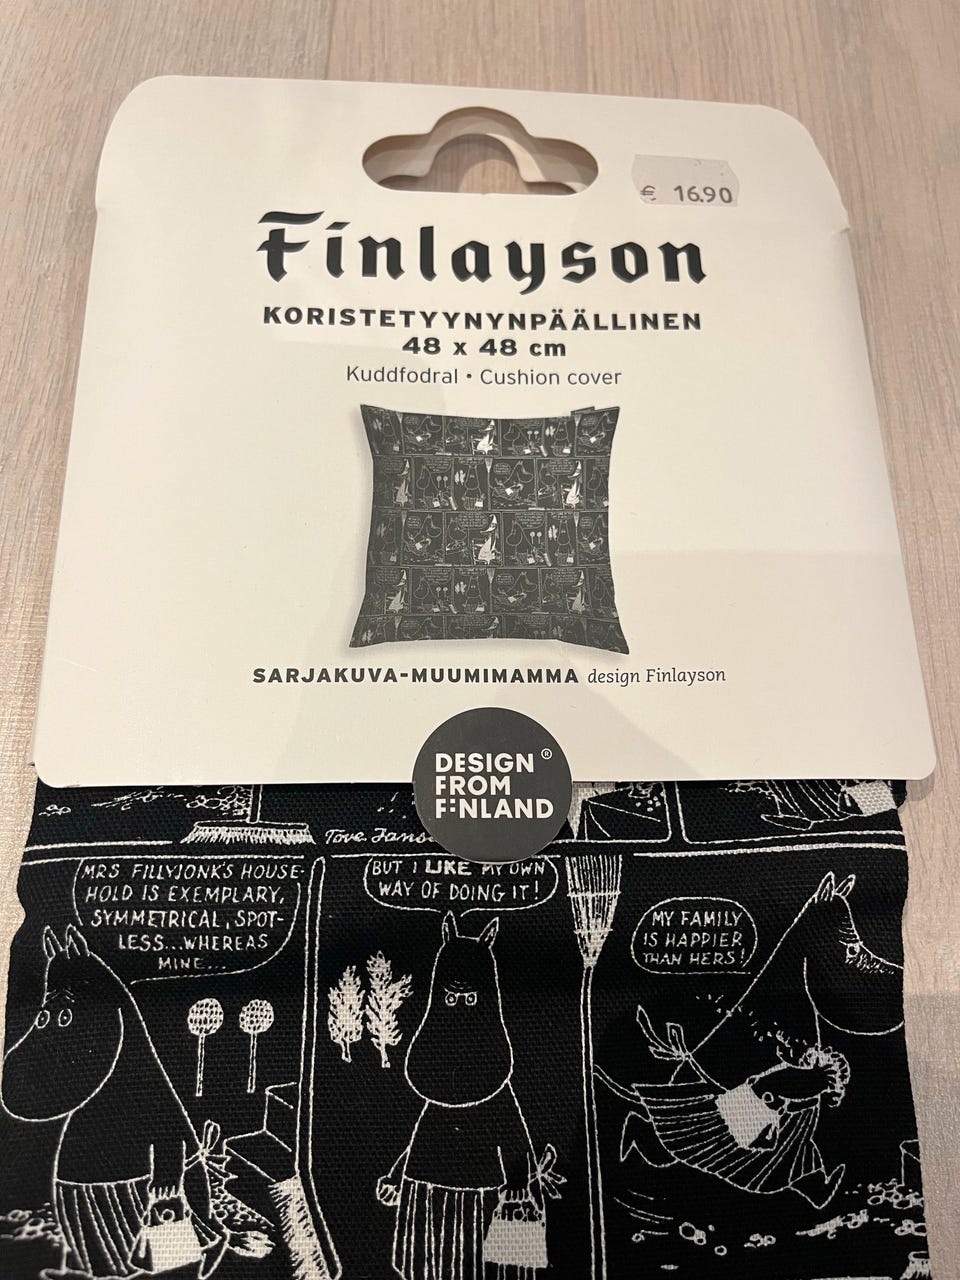 € 16.90
Finlayson
KORISTETYYNYNPÄÄLLINEN
48 x 48 cm
Kuddfodral • Cushion cover
SARJAKUVA-MUUMIMAMMA design Finlayson
DESIGN ®
FROM
FINLAND
Tove Janss
MRS FILLYJONK'S HOUSE-
HOLD IS EXEMPLARY,
SYMMETRICAL, SPOT-
LESS...WHEREAS
MINE...
BUT I LIKE MY OWN
WAY OF DOING IT!
MY FAMILY
IS HAPPIER
THAN HERS!